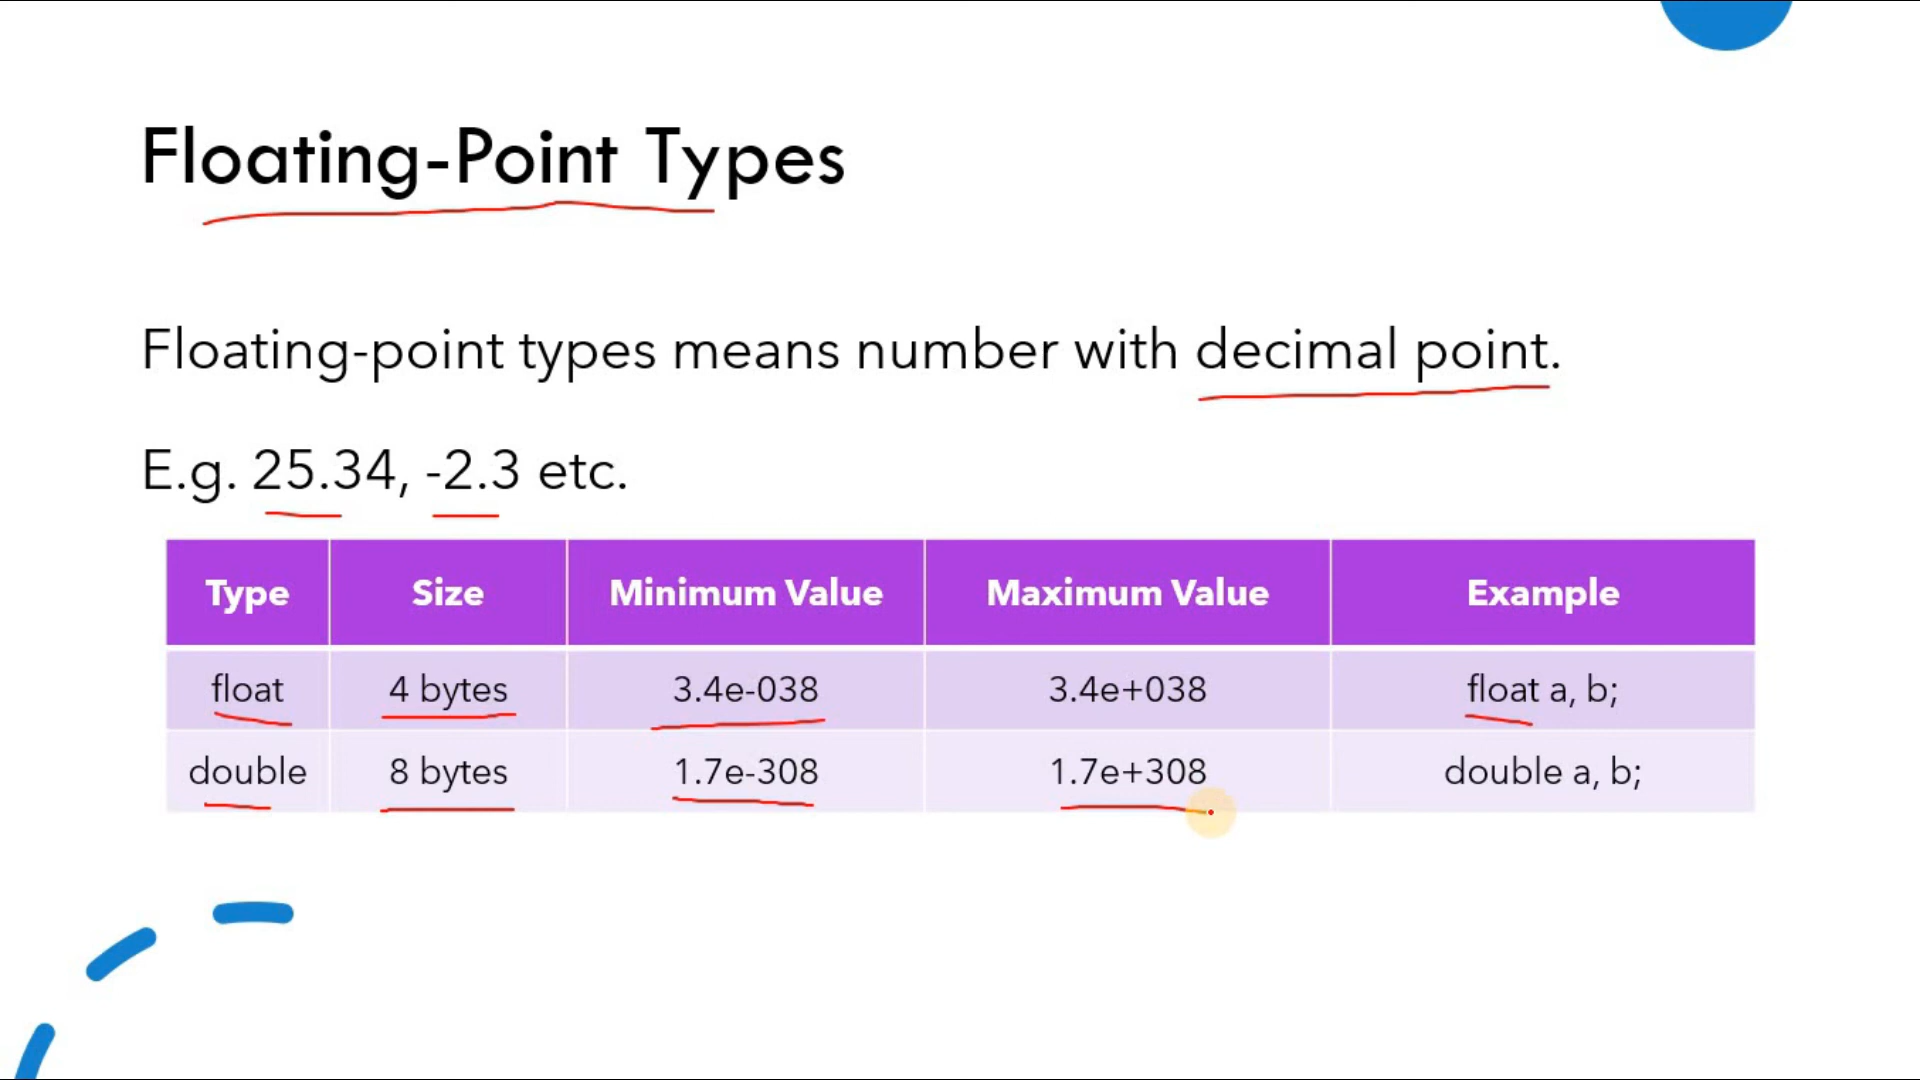 Floating-Point Types
Floating-point types means number with decimal point.
E.g. 25.34, -2.3 etc.
Type Size Minimum Value Maximum Value Example
float 4 bytes 3.4e-038 3.4e+038 float a, b;
double 8 bytes 1.7e-308 1.7e+308 double a, b;